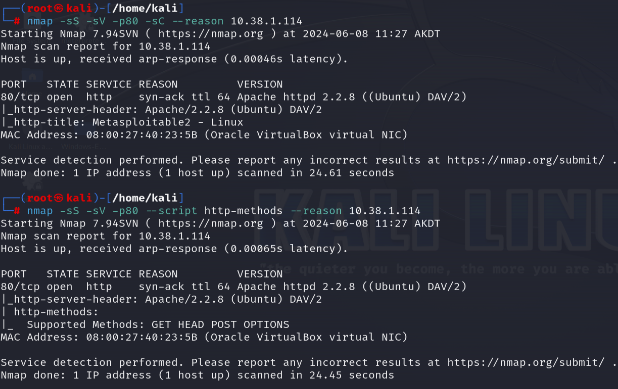 ┌──(root㉿kali)-[/home/kali]
└─# nmap -sS -sV -p80 -sC --reason 10.38.1.114
Starting Nmap 7.94SVN ( https://nmap.org ) at 2024-06-08 11:27 AKDT
Nmap scan report for 10.38.1.114
Host is up, received arp-response (0.00046s latency).

PORT   STATE SERVICE REASON         VERSION
80/tcp open  http    syn-ack ttl 64 Apache httpd 2.2.8 ((Ubuntu) DAV/2)
|_http-server-header: Apache/2.2.8 (Ubuntu) DAV/2
|_http-title: Metasploitable2 - Linux
MAC Address: 08:00:27:40:23:5B (Oracle VirtualBox virtual NIC)

Service detection performed. Please report any incorrect results at https://nmap.org/submit/ .
Nmap done: 1 IP address (1 host up) scanned in 24.61 seconds

┌──(root㉿kali)-[/home/kali]
└─# nmap -sS -sV -p80 --script http-methods --reason 10.38.1.114
Starting Nmap 7.94SVN ( https://nmap.org ) at 2024-06-08 11:27 AKDT
Nmap scan report for 10.38.1.114
Host is up, received arp-response (0.00065s latency).

PORT   STATE SERVICE REASON         VERSION
80/tcp open  http    syn-ack ttl 64 Apache httpd 2.2.8 ((Ubuntu) DAV/2)
|_http-server-header: Apache/2.2.8 (Ubuntu) DAV/2
| http-methods:
|_  Supported Methods: GET HEAD POST OPTIONS
MAC Address: 08:00:27:40:23:5B (Oracle VirtualBox virtual NIC)

Service detection performed. Please report any incorrect results at https://nmap.org/submit/ .
Nmap done: 1 IP address (1 host up) scanned in 24.45 seconds
KALI LIN
The quieter you become, the more you are abl